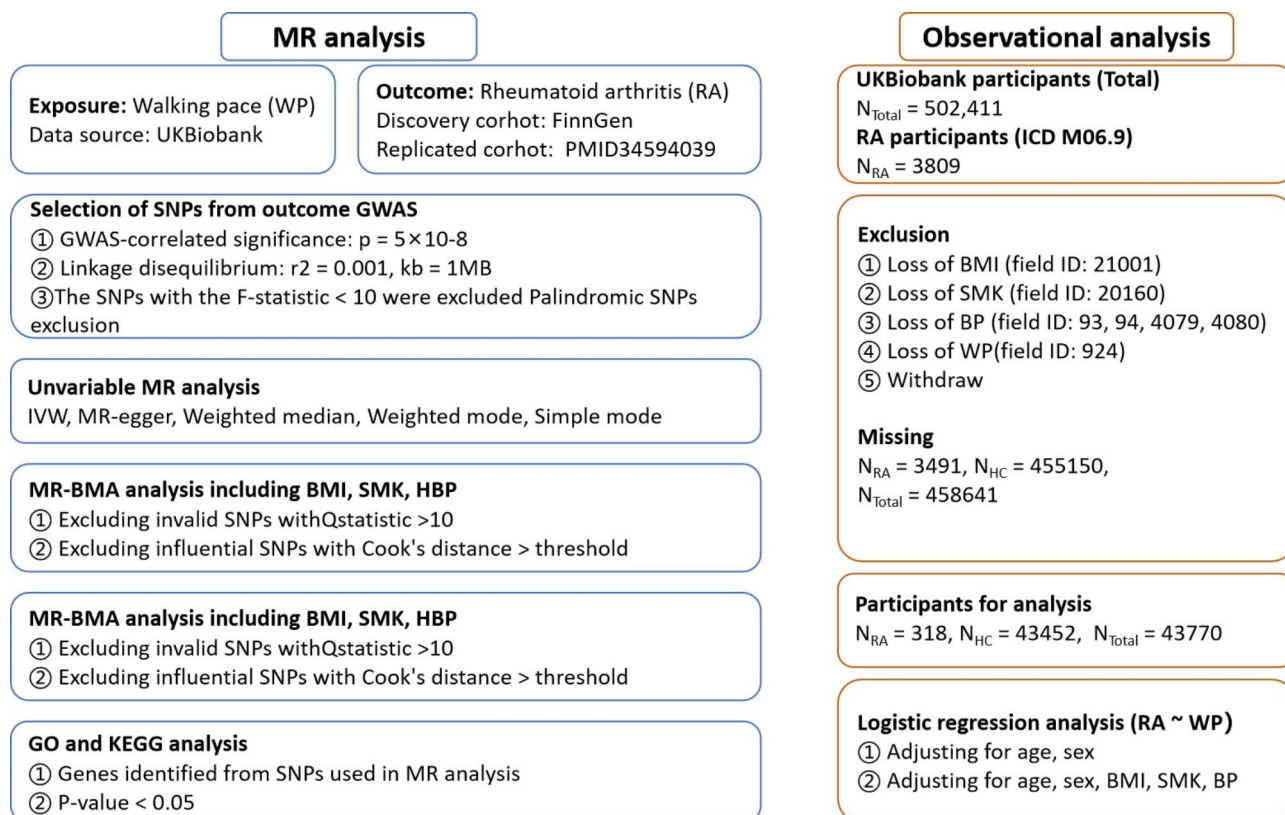 MR analysis
Exposure: Walking pace (WP)
Data source: UKBiobank
Outcome: Rheumatoid arthritis (RA)
Discovery corhot: FinnGen
Replicated corhot: PMID34594039
Selection of SNPs from outcome GWAS
① GWAS-correlated significance: p = 5×10-8
② Linkage disequilibrium: r2 = 0.001, kb = 1MB
③The SNPs with the F-statistic < 10 were excluded Palindromic SNPs
exclusion
Unvariable MR analysis
IVW, MR-egger, Weighted median, Weighted mode, Simple mode
MR-BMA analysis including BMI, SMK, HBP
① Excluding invalid SNPs withQstatistic >10
② Excluding influential SNPs with Cook's distance > threshold
MR-BMA analysis including BMI, SMK, HBP
① Excluding invalid SNPs withQstatistic >10
② Excluding influential SNPs with Cook's distance > threshold
GO and KEGG analysis
① Genes identified from SNPs used in MR analysis
② P-value < 0.05
Observational analysis
UKBiobank participants (Total)
N_Total = 502,411
RA participants (ICD M06.9)
N_RA = 3809
Exclusion
① Loss of BMI (field ID: 21001)
② Loss of SMK (field ID: 20160)
③ Loss of BP (field ID: 93, 94, 4079, 4080)
④ Loss of WP(field ID: 924)
⑤ Withdraw
Missing
N_RA = 3491, N_HC = 455150,
N_Total = 458641
Participants for analysis
N_RA = 318, N_HC = 43452, N_Total = 43770
Logistic regression analysis (RA ~ WP)
① Adjusting for age, sex
② Adjusting for age, sex, BMI, SMK, BP